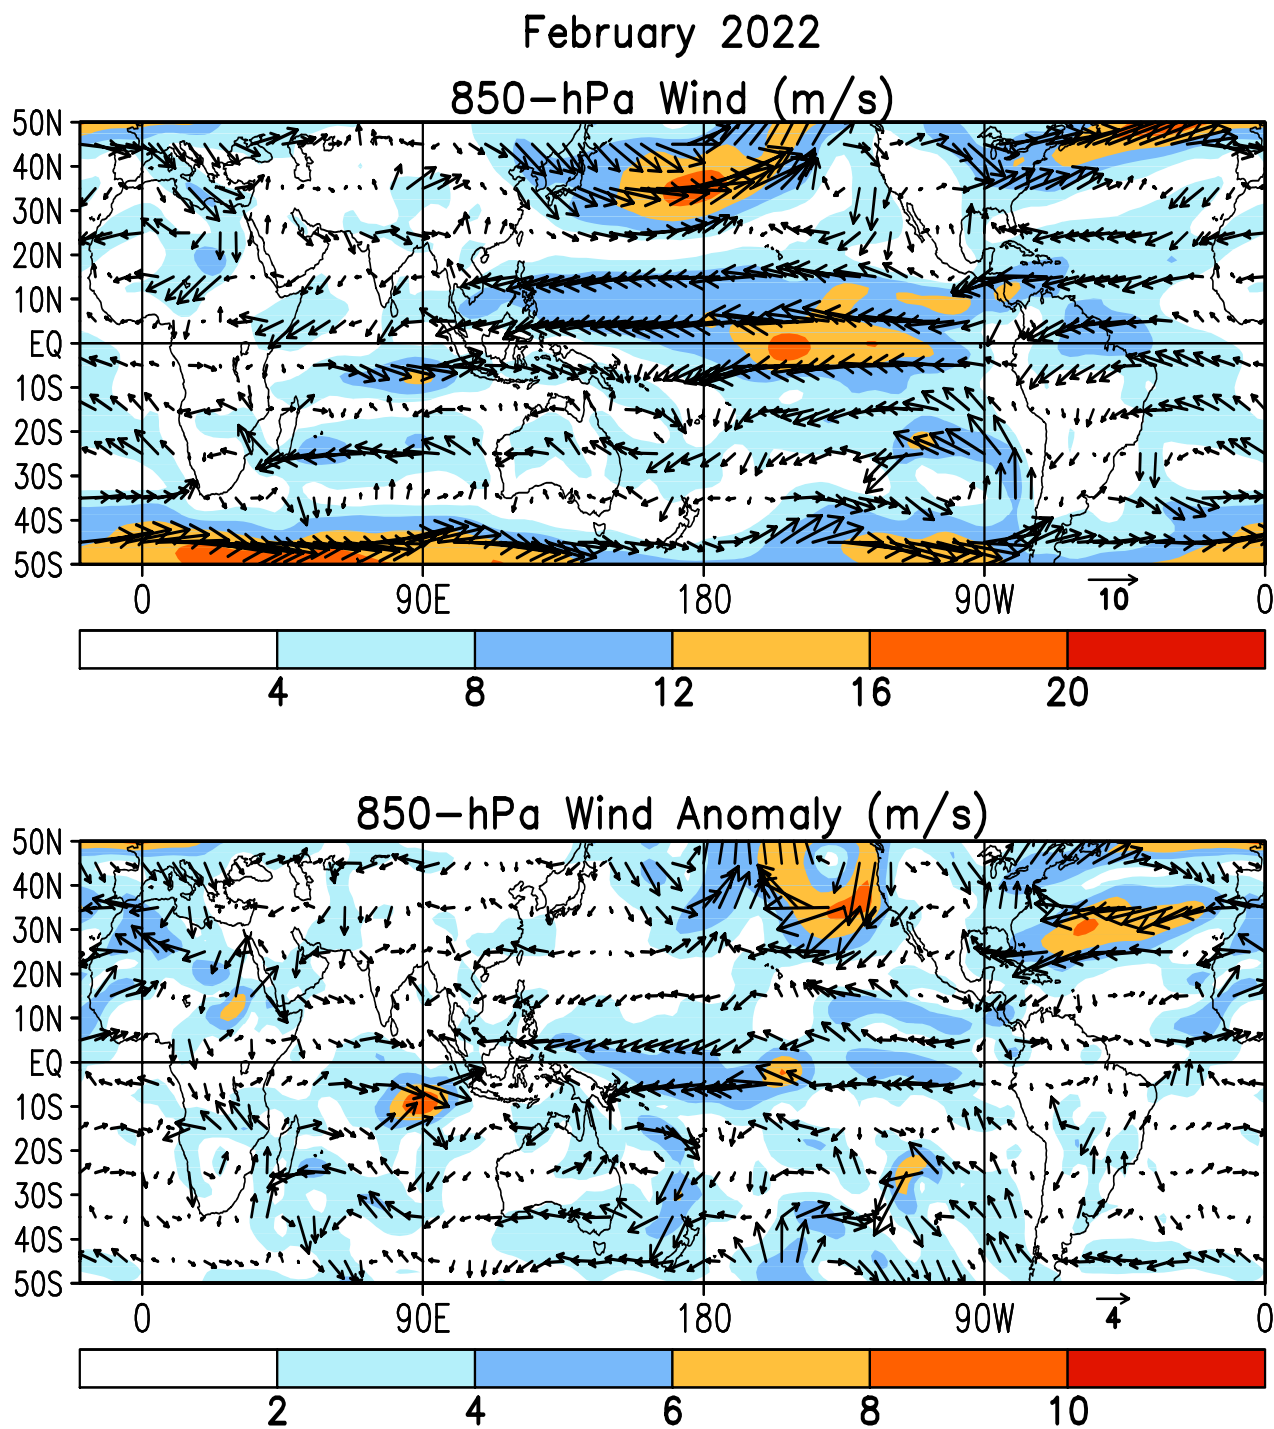 February 2022
850-hPa Wind (m/s)
50N
40N
30N
20N
10N
EQ
10S
20S
30S
40S
50S
0 90E 180 90W 0
10
4 8 12 16 20
850-hPa Wind Anomaly (m/s)
50N
40N
30N
20N
10N
EQ
10S
20S
30S
40S
50S
0 90E 180 90W 0
4
2 4 6 8 10